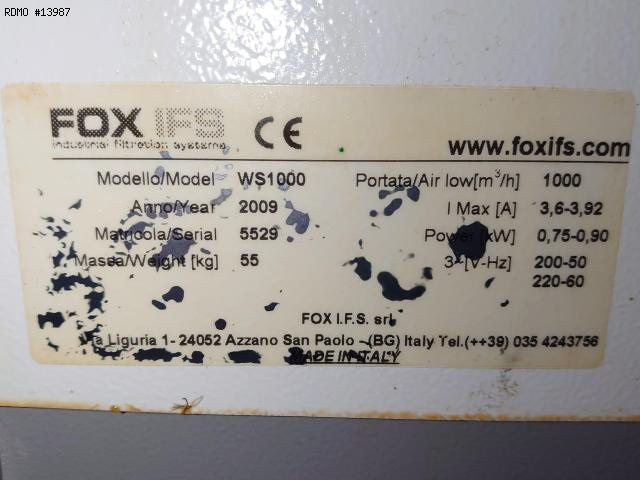 RDMO #13987
FOX IFS
industrial filtration systems
CE
www.foxifs.com
Modello/Model WS1000 Portata/Air low[m³/h] 1000
Anno/Year 2009 I Max [A] 3,6-3,92
Matricola/Serial 5529 Power [kW] 0,75-0,90
Massa/Weight [kg] 55 3~[V-Hz] 200-50
220-60
FOX I.F.S. srl
Via Liguria 1- 24052 Azzano San Paolo -(BG) Italy Tel.(++39) 035 4243756
MADE IN ITALY